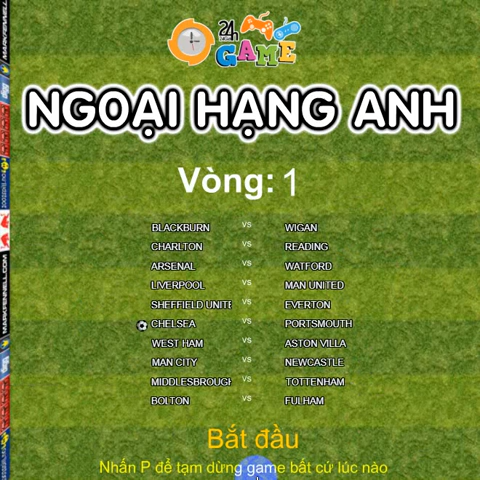 24h
GAME
NGOẠI HẠNG ANH
Vòng: 1
BLACKBURN vs WIGAN
CHARLTON vs READING
ARSENAL vs WATFORD
LIVERPOOL vs MAN UNITED
SHEFFIELD UNITE vs EVERTON
CHELSEA vs PORTSMOUTH
WEST HAM vs ASTON VILLA
MAN CITY vs NEWCASTLE
MIDDLESBROUGH vs TOTTENHAM
BOLTON vs FULHAM
Bắt đầu
Nhấn P để tạm dừng game bất cứ lúc nào
MARKFENNELL.COM